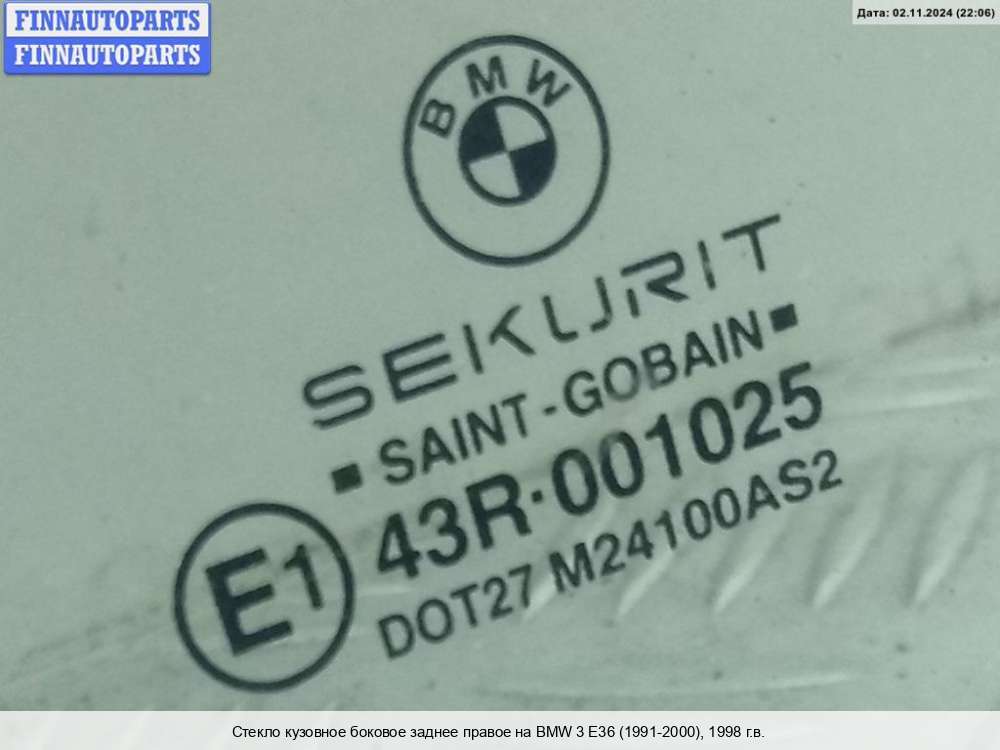 FINNAUTOPARTS
FINNAUTOPARTS
Дата: 02.11.2024 (22:06)
BMW
SEKURIT
SAINT-GOBAIN
43R·001025
E1
DOT27 M24100AS2
Стекло кузовное боковое заднее правое на BMW 3 E36 (1991-2000), 1998 г.в.